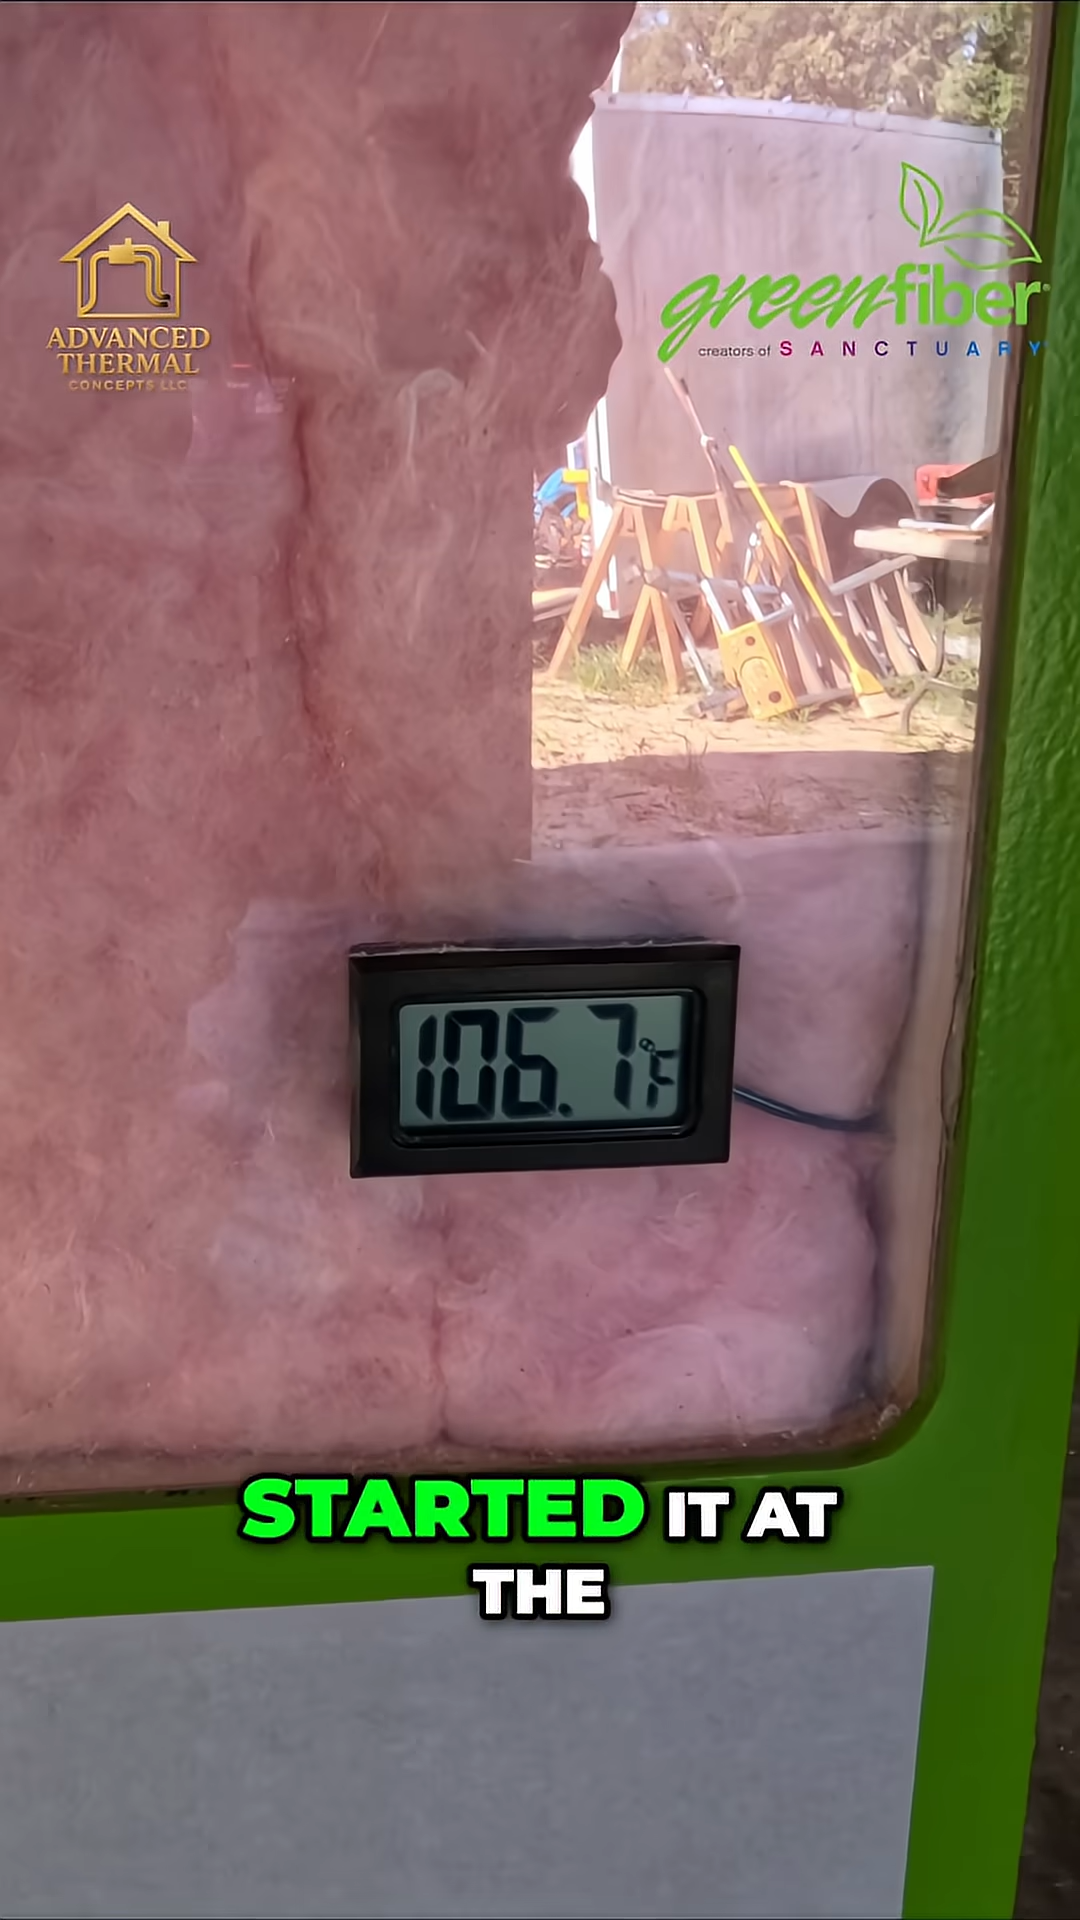 ADVANCED
THERMAL
CONCEPTS LLC
greenfiber
creators of SANCTUARY
106.7°F
STARTED IT AT
THE